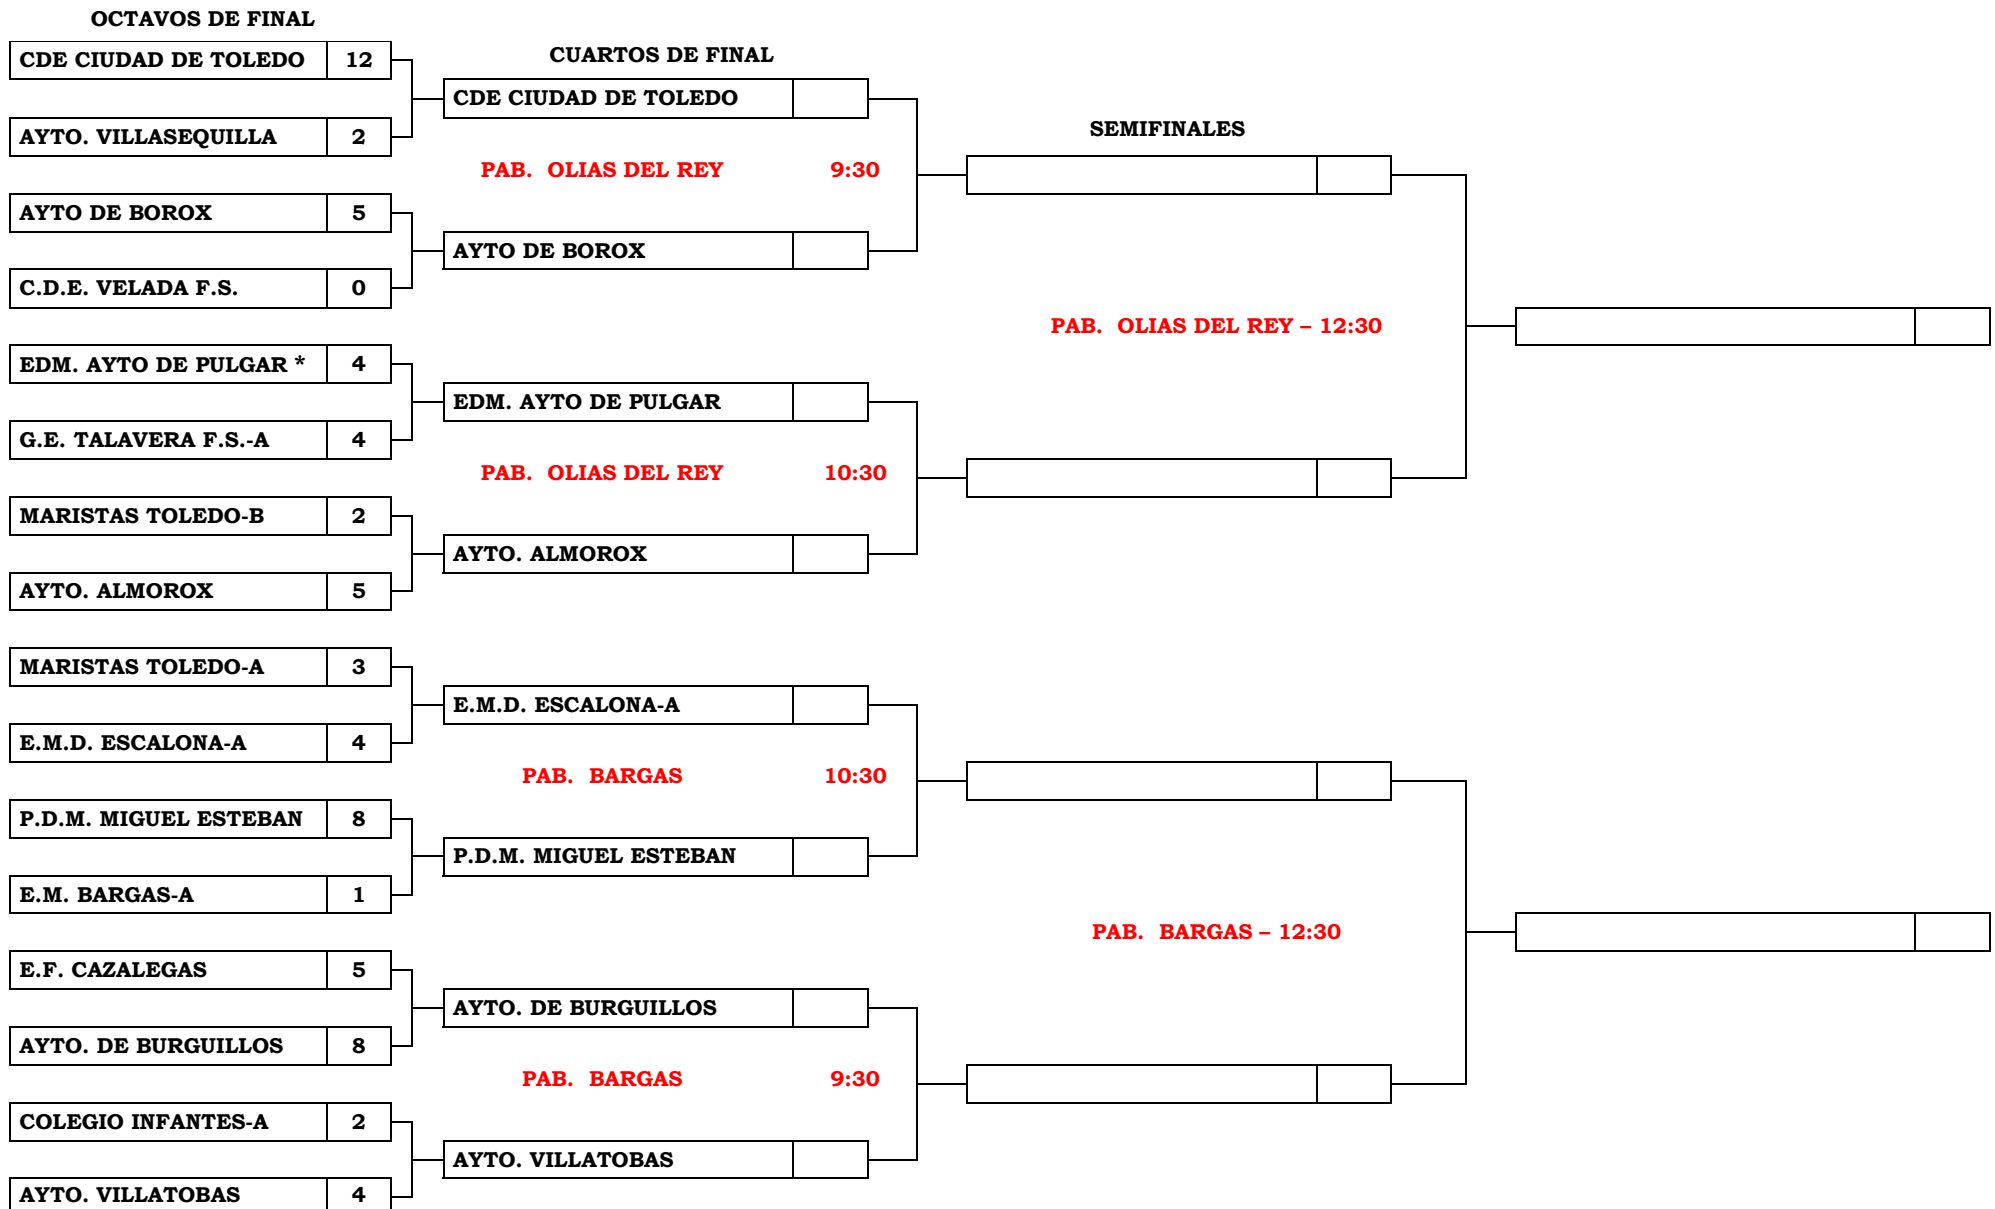 OCTAVOS DE FINAL
CDE CIUDAD DE TOLEDO 12
AYTO. VILLASEQUILLA 2
AYTO DE BOROX 5
C.D.E. VELADA F.S. 0
EDM. AYTO DE PULGAR * 4
G.E. TALAVERA F.S.-A 4
MARISTAS TOLEDO-B 2
AYTO. ALMOROX 5
MARISTAS TOLEDO-A 3
E.M.D. ESCALONA-A 4
P.D.M. MIGUEL ESTEBAN 8
E.M. BARGAS-A 1
E.F. CAZALEGAS 5
AYTO. DE BURGUILLOS 8
COLEGIO INFANTES-A 2
AYTO. VILLATOBAS 4
CUARTOS DE FINAL
CDE CIUDAD DE TOLEDO
PAB. OLIAS DEL REY 9:30
AYTO DE BOROX
EDM. AYTO DE PULGAR
PAB. OLIAS DEL REY 10:30
AYTO. ALMOROX
E.M.D. ESCALONA-A
PAB. BARGAS 10:30
P.D.M. MIGUEL ESTEBAN
AYTO. DE BURGUILLOS
PAB. BARGAS 9:30
AYTO. VILLATOBAS
SEMIFINALES
PAB. OLIAS DEL REY – 12:30
PAB. BARGAS – 12:30